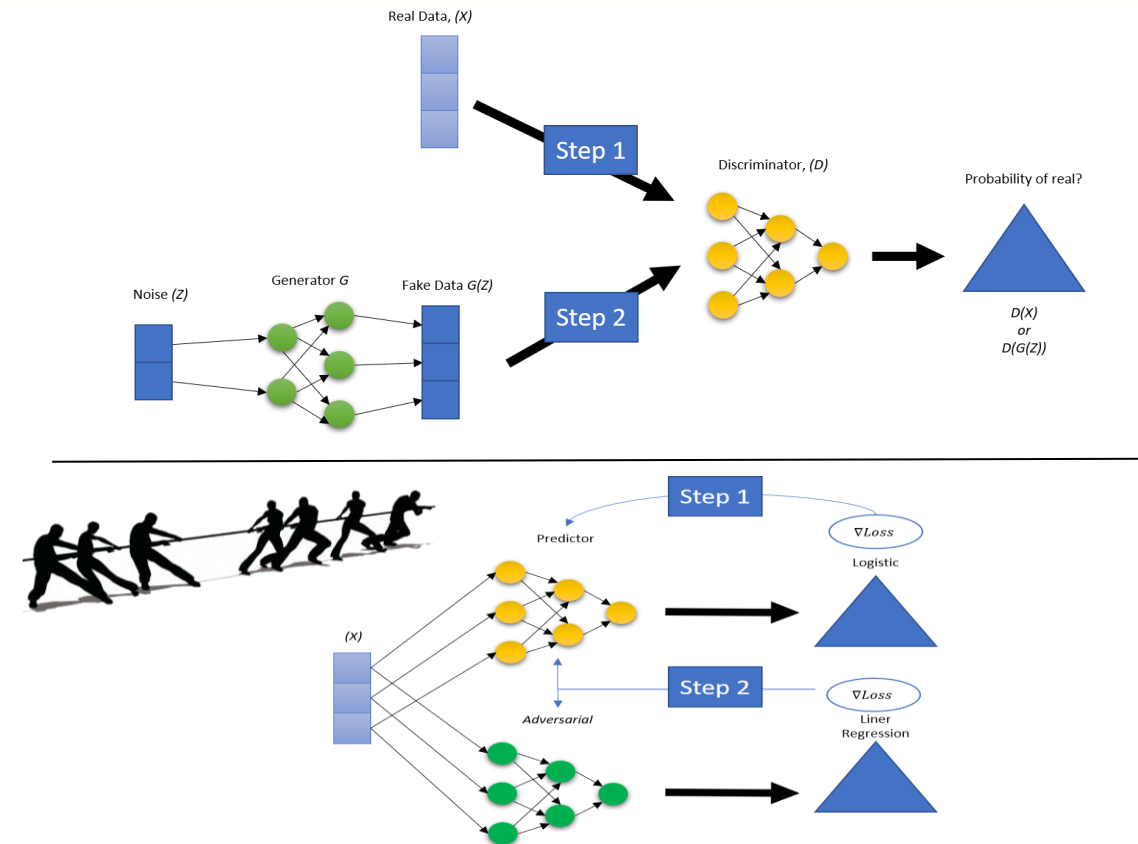 Real Data, (X)
Step 1
Discriminator, (D)
Probability of real?
Generator G
Fake Data G(Z)
Noise (Z)
Step 2
D(X)
or
D(G(Z))
Step 1
∇Loss
Predictor
Logistic
(X)
Step 2
∇Loss
Adversarial
Liner
Regression